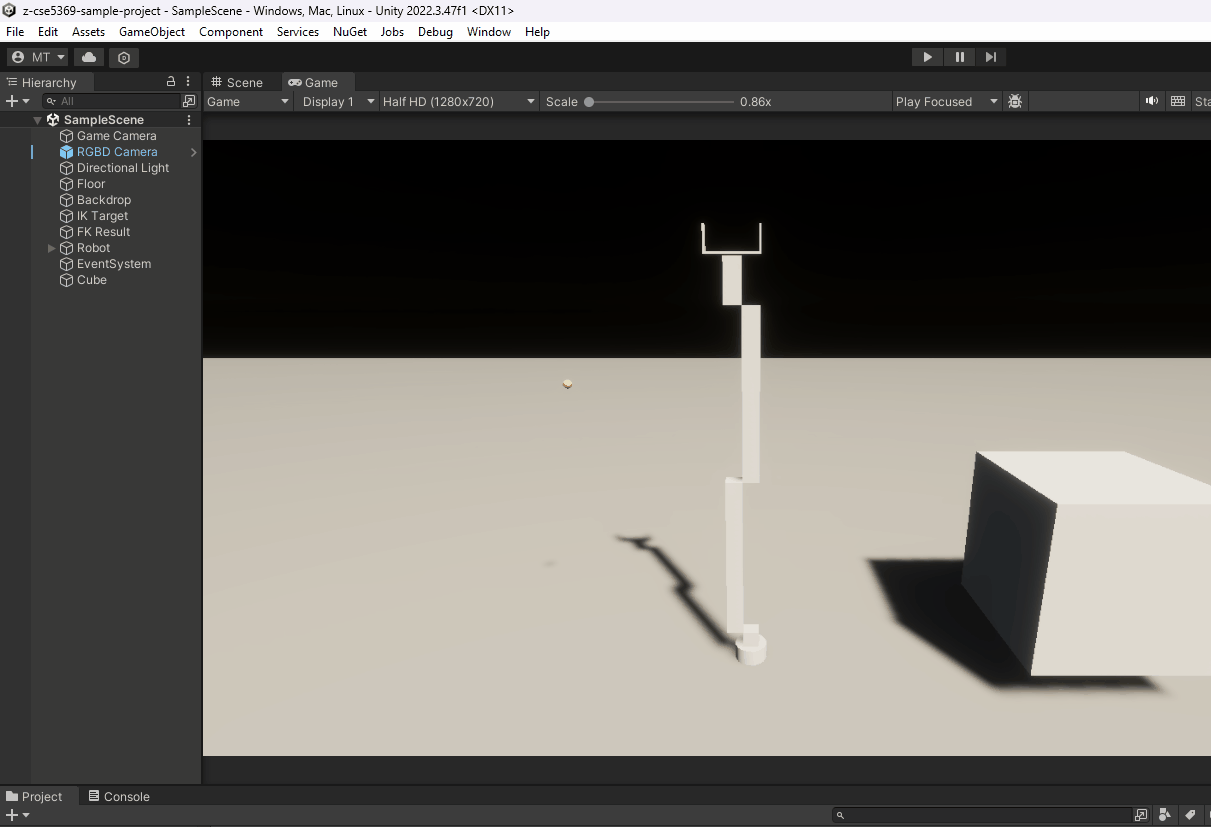 z-cse5369-sample-project - SampleScene - Windows, Mac, Linux - Unity 2022.3.47f1 <DX11>
File Edit Assets GameObject Component Services NuGet Jobs Debug Window Help
MT
Hierarchy
Scene Game
All
Game Display 1 Half HD (1280x720) Scale 0.86x Play Focused Sta
SampleScene
Game Camera
RGBD Camera
Directional Light
Floor
Backdrop
IK Target
FK Result
Robot
EventSystem
Cube
Project Console